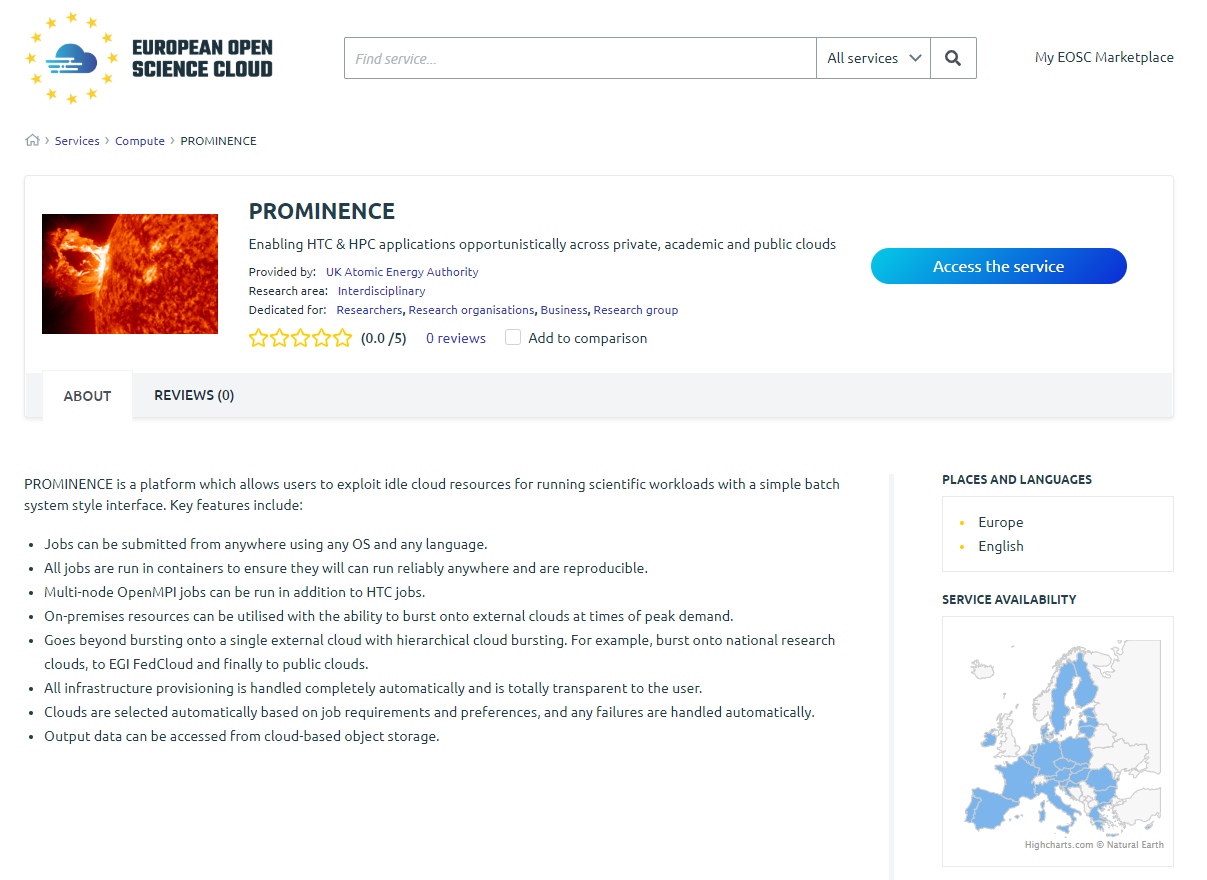 EUROPEAN OPEN
SCIENCE CLOUD
Find service...
All services
My EOSC Marketplace
Services › Compute › PROMINENCE
PROMINENCE
Enabling HTC & HPC applications opportunistically across private, academic and public clouds
Access the service
Provided by: UK Atomic Energy Authority
Research area: Interdisciplinary
Dedicated for: Researchers, Research organisations, Business, Research group
(0.0 /5) 0 reviews Add to comparison
ABOUT REVIEWS (0)
PROMINENCE is a platform which allows users to exploit idle cloud resources for running scientific workloads with a simple batch
system style interface. Key features include:
• Jobs can be submitted from anywhere using any OS and any language.
• All jobs are run in containers to ensure they will can run reliably anywhere and are reproducible.
• Multi-node OpenMPI jobs can be run in addition to HTC jobs.
• On-premises resources can be utilised with the ability to burst onto external clouds at times of peak demand.
• Goes beyond bursting onto a single external cloud with hierarchical cloud bursting. For example, burst onto national research
clouds, to EGI FedCloud and finally to public clouds.
• All infrastructure provisioning is handled completely automatically and is totally transparent to the user.
• Clouds are selected automatically based on job requirements and preferences, and any failures are handled automatically.
• Output data can be accessed from cloud-based object storage.
PLACES AND LANGUAGES
• Europe
• English
SERVICE AVAILABILITY
Highcharts.com © Natural Earth